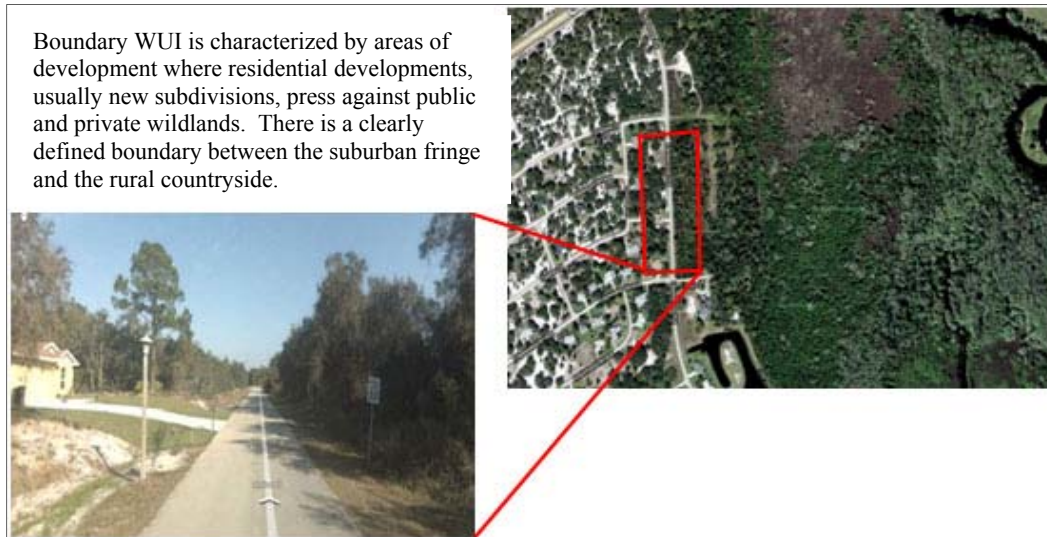 Boundary WUI is characterized by areas of
development where residential developments,
usually new subdivisions, press against public
and private wildlands. There is a clearly
defined boundary between the suburban fringe
and the rural countryside.